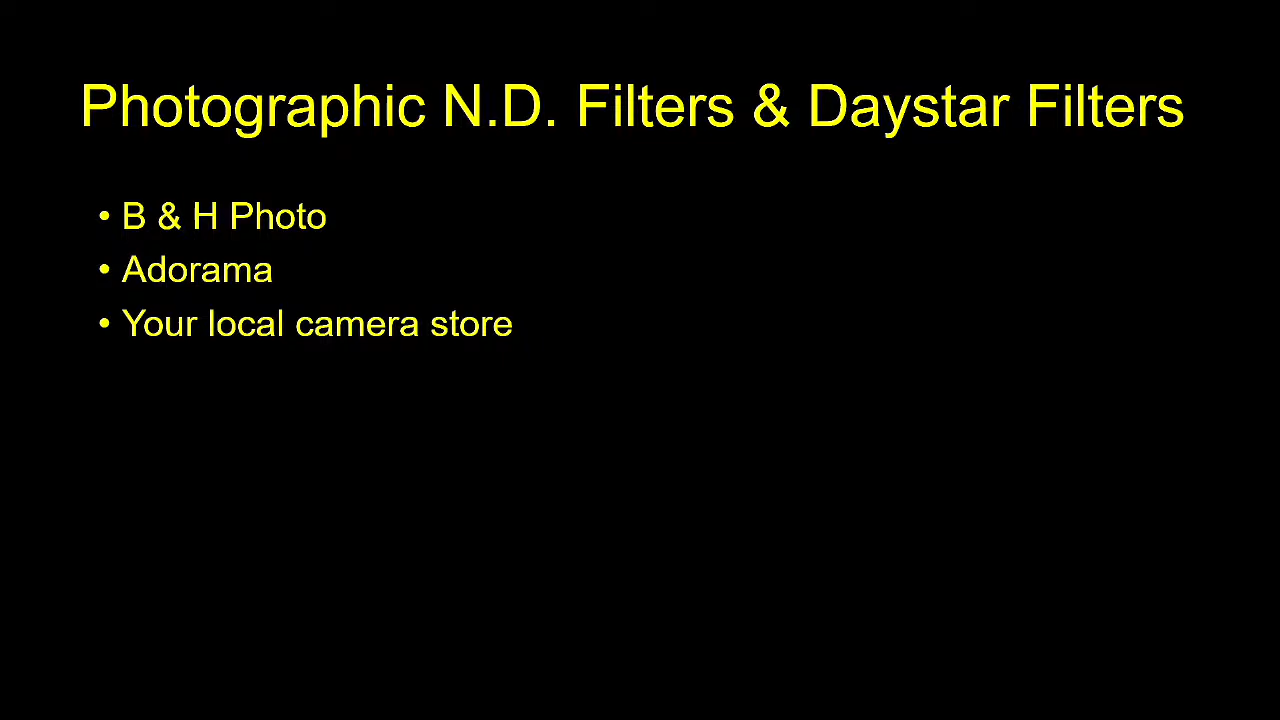 Photographic N.D. Filters & Daystar Filters
• B & H Photo
• Adorama
• Your local camera store